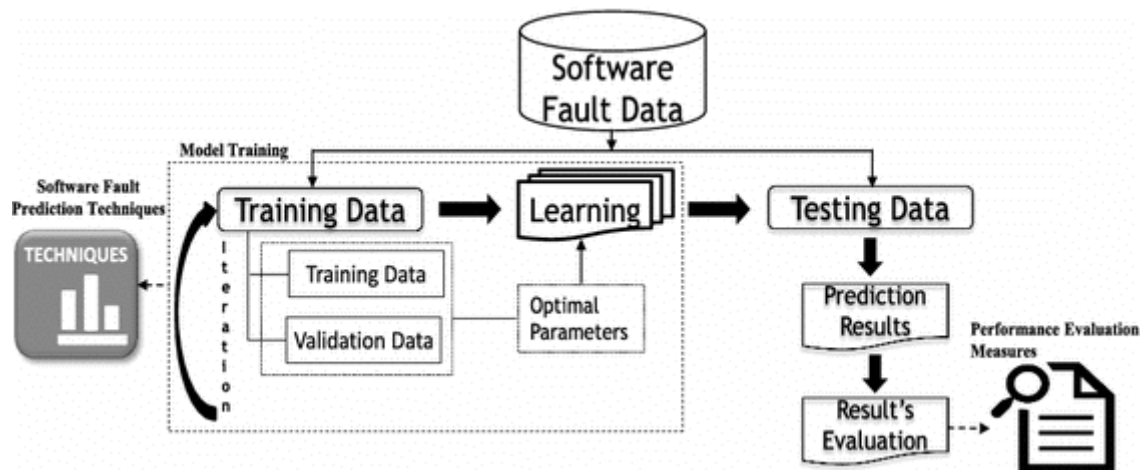 Software
Fault Data
Model Training
Software Fault
Prediction Techniques
TECHNIQUES
Training Data
Learning
Testing Data
Iteration
Training Data
Validation Data
Optimal
Parameters
Prediction
Results
Performance Evaluation
Measures
Result's
Evaluation